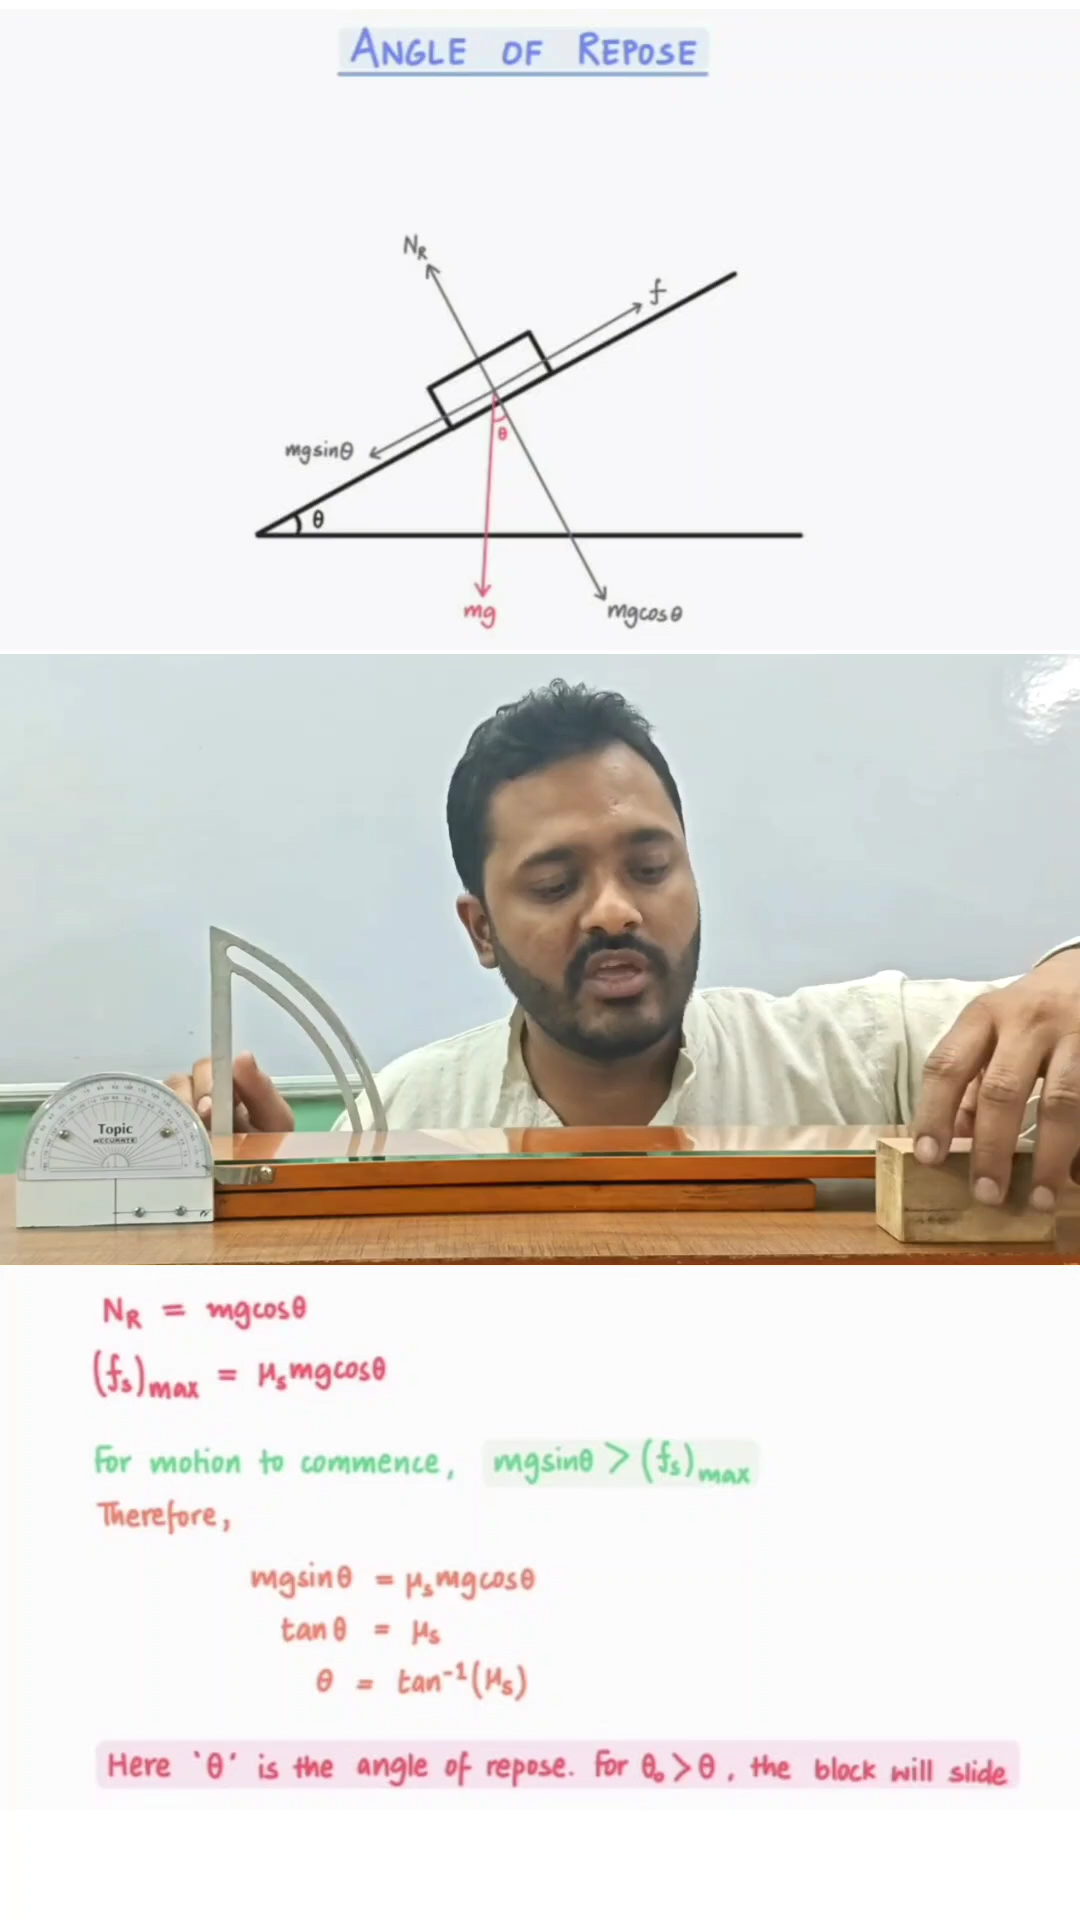 ANGLE OF REPOSE
N_R
f
mgsinθ
θ
θ
mg
mgcosθ
Topic
ACCURATE
N_R = mgcosθ
(f_s)_max = μ_s mgcosθ
For motion to commence, mgsinθ > (f_s)_max
Therefore,
mgsinθ = μ_s mgcosθ
tanθ = μ_s
θ = tan⁻¹(μ_s)
Here 'θ' is the angle of repose. For θ₀ > θ, the block will slide